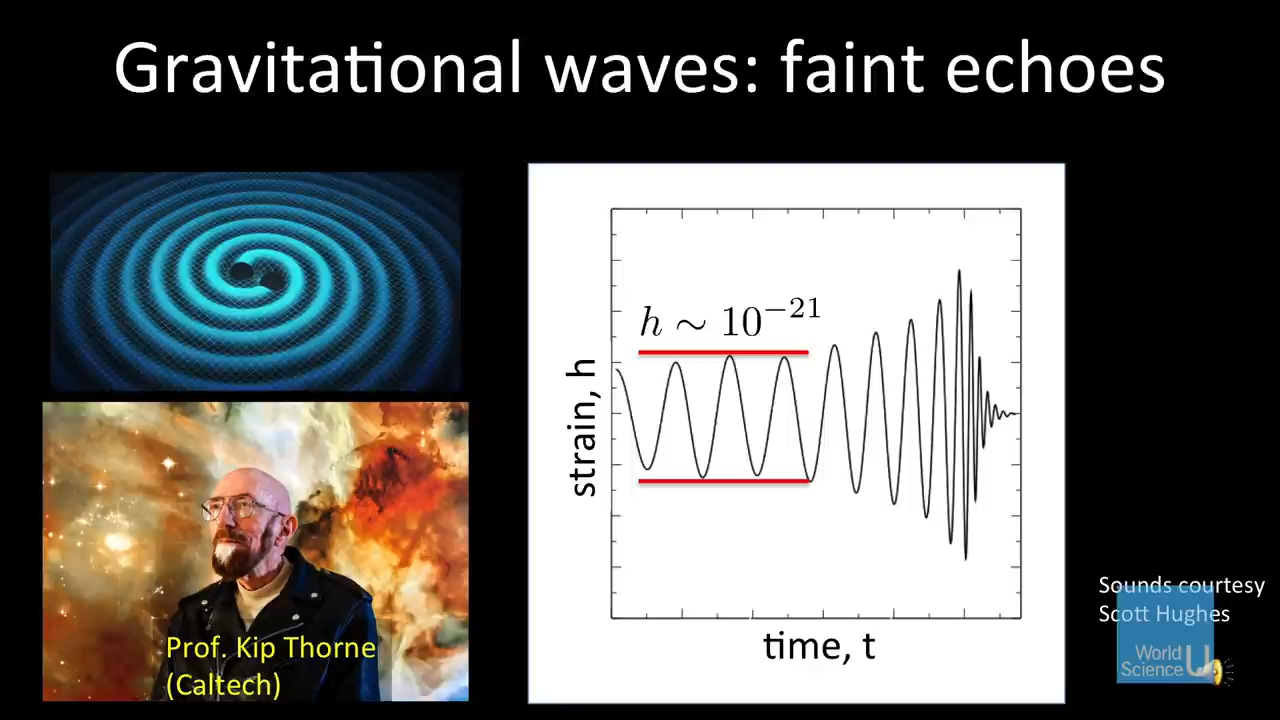 Gravitational waves: faint echoes
h ∼ 10⁻²¹
strain, h
time, t
Prof. Kip Thorne
(Caltech)
Sounds courtesy
Scott Hughes
World
Science U